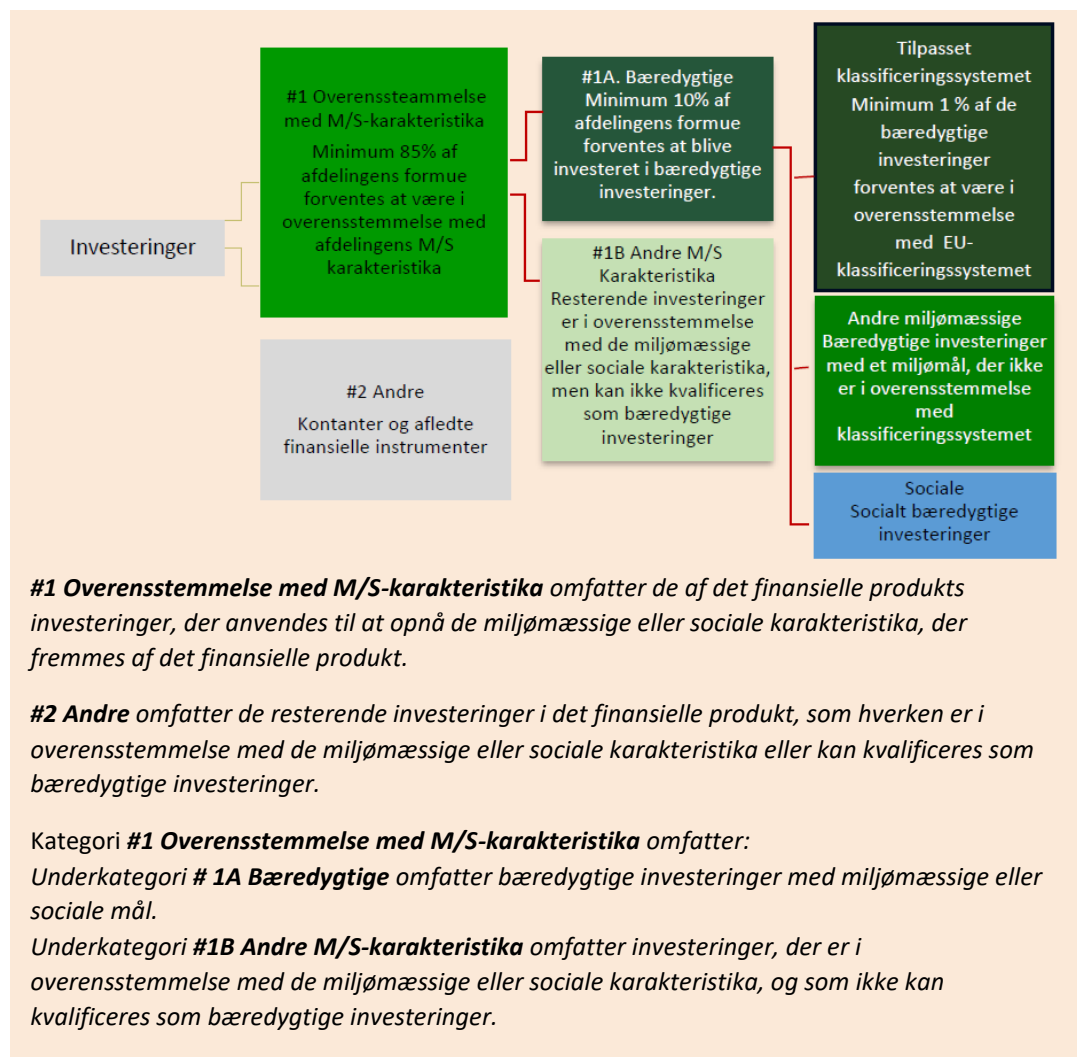 Investeringer
#1 Overenssteammelse
med M/S-karakteristika
Minimum 85% af
afdelingens formue
forventes at være i
overensstemmelse med
afdelingens M/S
karakteristika
#2 Andre
Kontanter og afledte
finansielle instrumenter
#1A. Bæredygtige
Minimum 10% af
afdelingens formue
forventes at blive
investeret i bæredygtige
investeringer.
#1B Andre M/S
Karakteristika
Resterende investeringer
er i overensstemmelse
med de miljømæssige
eller sociale karakteristika,
men kan ikke kvalificeres
som bæredygtige
investeringer
Tilpasset
klassificeringssystemet
Minimum 1 % af de
bæredygtige
investeringer
forventes at være i
overensstemmelse
med EU-
klassificeringssystemet
Andre miljømæssige
Bæredygtige investeringer
med et miljømål, der ikke
er i overensstemmelse
med
klassificeringssystemet
Sociale
Socialt bæredygtige
investeringer
#1 Overensstemmelse med M/S-karakteristika omfatter de af det finansielle produkts
investeringer, der anvendes til at opnå de miljømæssige eller sociale karakteristika, der
fremmes af det finansielle produkt.
#2 Andre omfatter de resterende investeringer i det finansielle produkt, som hverken er i
overensstemmelse med de miljømæssige eller sociale karakteristika eller kan kvalificeres som
bæredygtige investeringer.
Kategori #1 Overensstemmelse med M/S-karakteristika omfatter:
Underkategori # 1A Bæredygtige omfatter bæredygtige investeringer med miljømæssige eller
sociale mål.
Underkategori #1B Andre M/S-karakteristika omfatter investeringer, der er i
overensstemmelse med de miljømæssige eller sociale karakteristika, og som ikke kan
kvalificeres som bæredygtige investeringer.